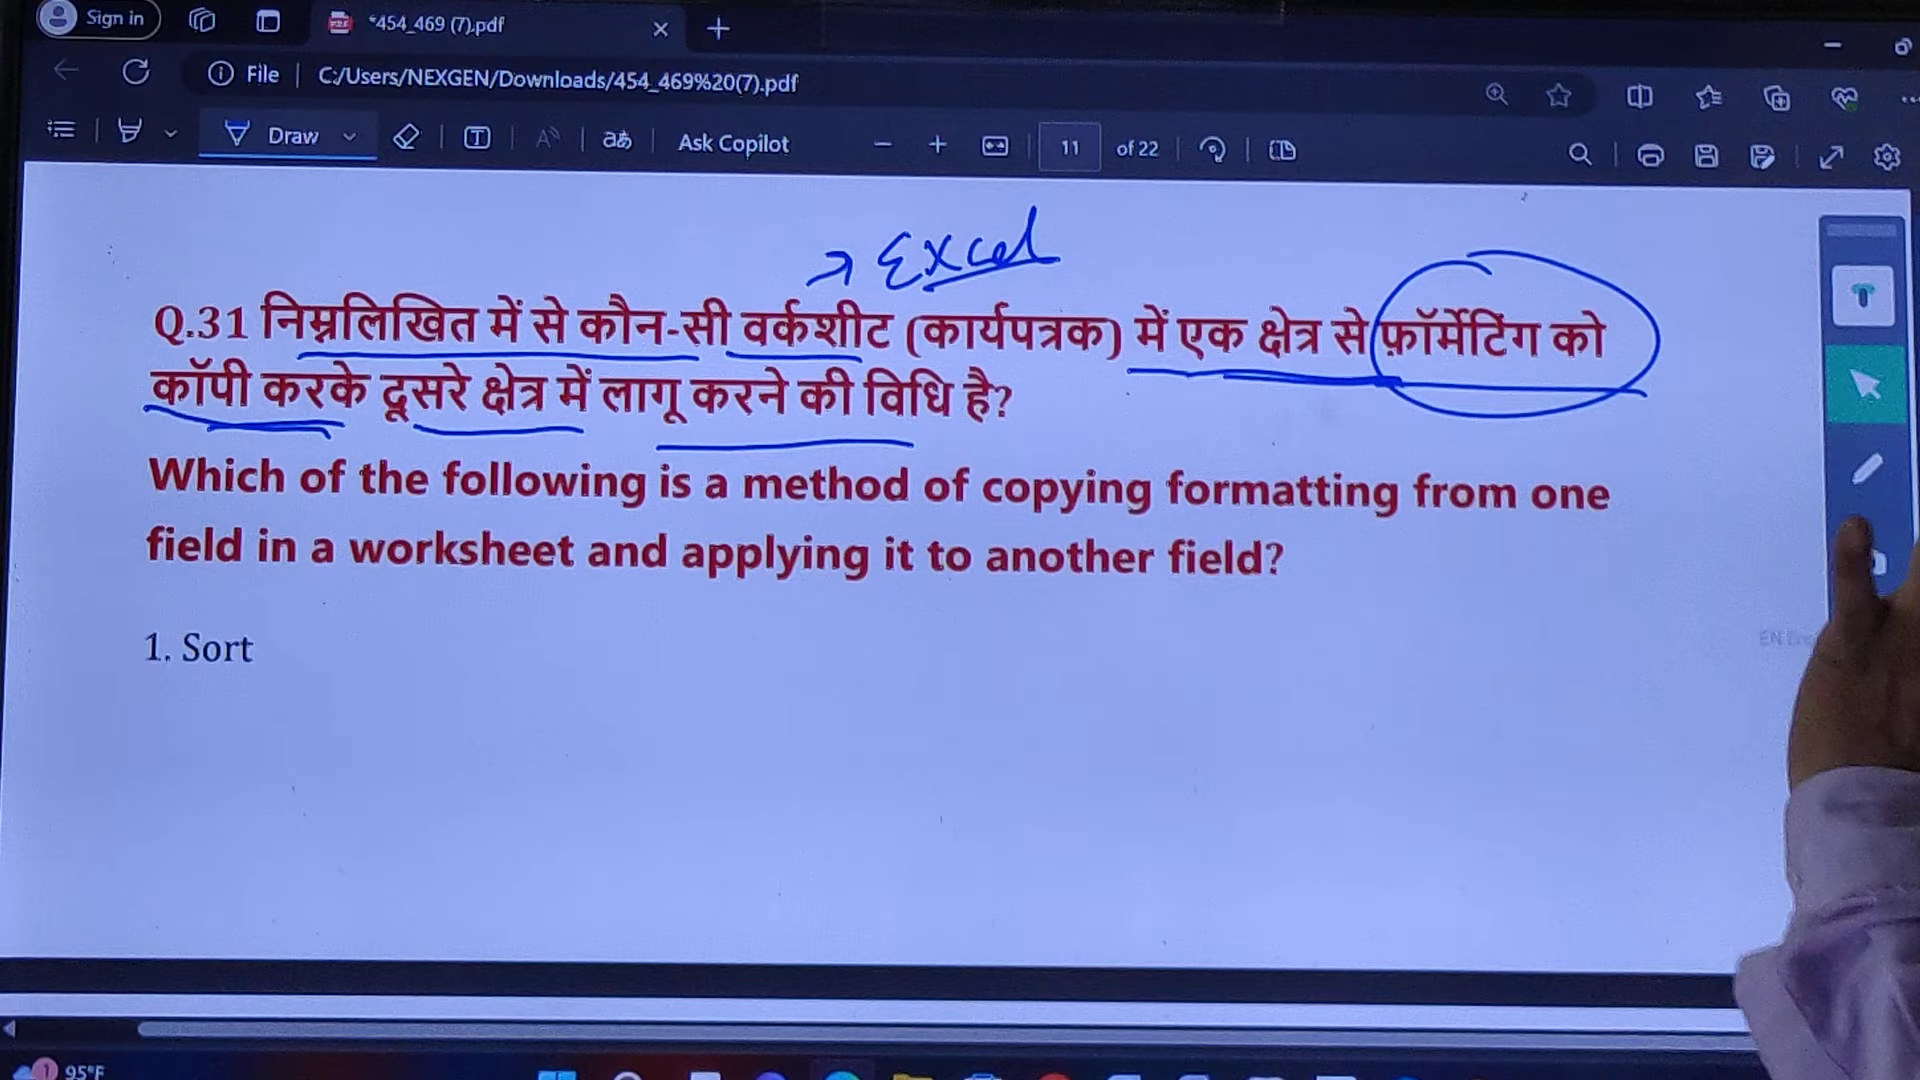 Sign in
*454_469 (7).pdf
File
C:/Users/NEXGEN/Downloads/454_469%20(7).pdf
Draw
Ask Copilot
11 of 22
→ Excel
Q.31 निम्नलिखित में से कौन-सी वर्कशीट (कार्यपत्रक) में एक क्षेत्र से फ़ॉर्मेटिंग को
कॉपी करके दूसरे क्षेत्र में लागू करने की विधि है?
Which of the following is a method of copying formatting from one
field in a worksheet and applying it to another field?
1. Sort
95°F